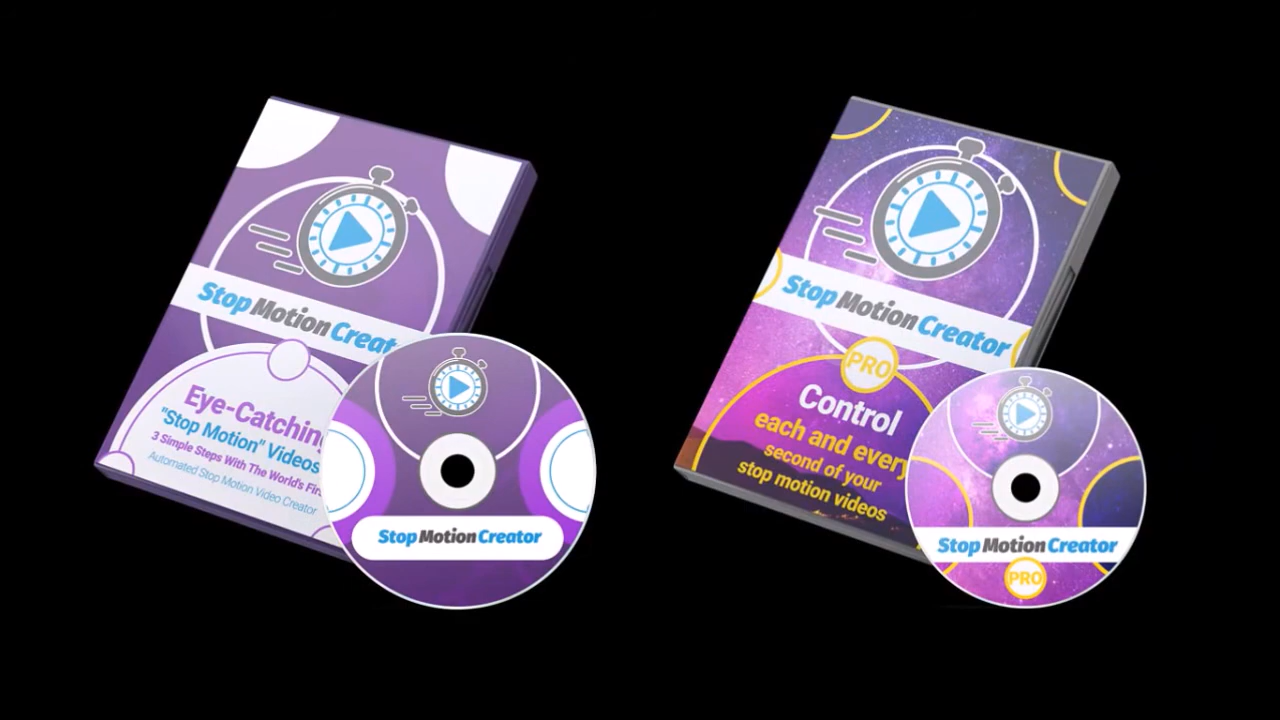 Stop Motion Creat
Eye-Catching
"Stop Motion" Videos
3 Simple Steps With The World's Firs
Automated Stop Motion Video Creator
Stop Motion Creator
Stop Motion Creator
PRO
Control
each and every
second of your
stop motion videos
Stop Motion Creator
PRO